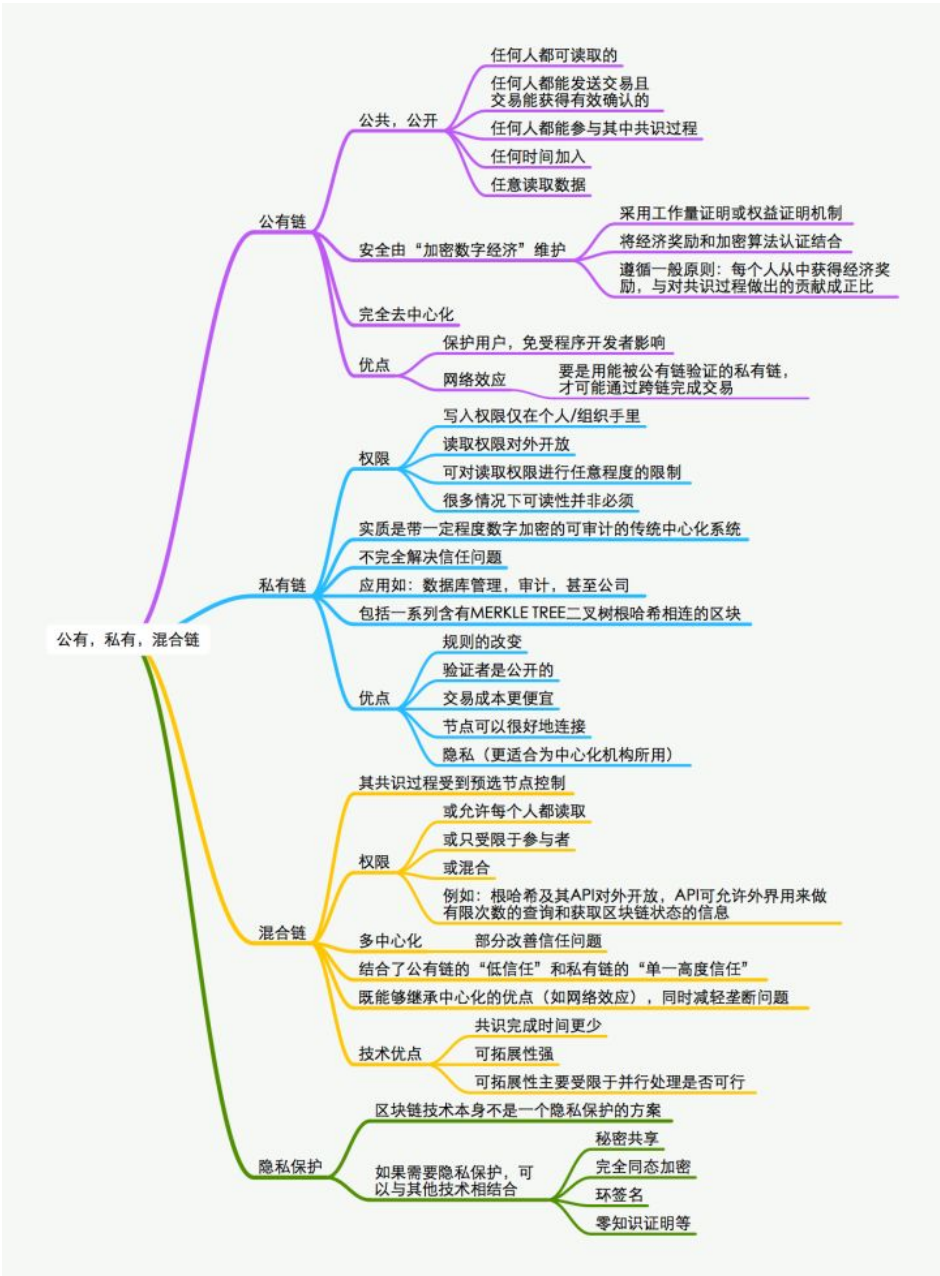 任何人都可读取的
任何人都能发送交易且
交易能获得有效确认的
公共，公开
任何人都能参与其中共识过程
任何时间加入
任意读取数据
公有链
采用工作量证明或权益证明机制
安全由“加密数字经济”维护
将经济奖励和加密算法认证结合
遵循一般原则：每个人从中获得经济奖
励，与对共识过程做出的贡献成正比
完全去中心化
保护用户，免受程序开发者影响
优点
网络效应
要是用能被公有链验证的私有链，
才可能通过跨链完成交易
写入权限仅在个人/组织手里
读取权限对外开放
权限
可对读取权限进行任意程度的限制
很多情况下可读性并非必须
实质是带一定程度数字加密的可审计的传统中心化系统
不完全解决信任问题
私有链
应用如：数据库管理，审计，甚至公司
包括一系列含有MERKLE TREE二叉树根哈希相连的区块
公有，私有，混合链
规则的改变
验证者是公开的
优点
交易成本更便宜
节点可以很好地连接
隐私（更适合为中心化机构所用）
其共识过程受到预选节点控制
或允许每个人都读取
或只受限于参与者
权限
或混合
例如：根哈希及其API对外开放，API可允许外界用来做
有限次数的查询和获取区块链状态的信息
混合链
多中心化
部分改善信任问题
结合了公有链的“低信任”和私有链的“单一高度信任”
既能够继承中心化的优点（如网络效应），同时减轻垄断问题
共识完成时间更少
技术优点
可拓展性强
可拓展性主要受限于并行处理是否可行
区块链技术本身不是一个隐私保护的方案
隐私保护
秘密共享
如果需要隐私保护，可
以与其他技术相结合
完全同态加密
环签名
零知识证明等